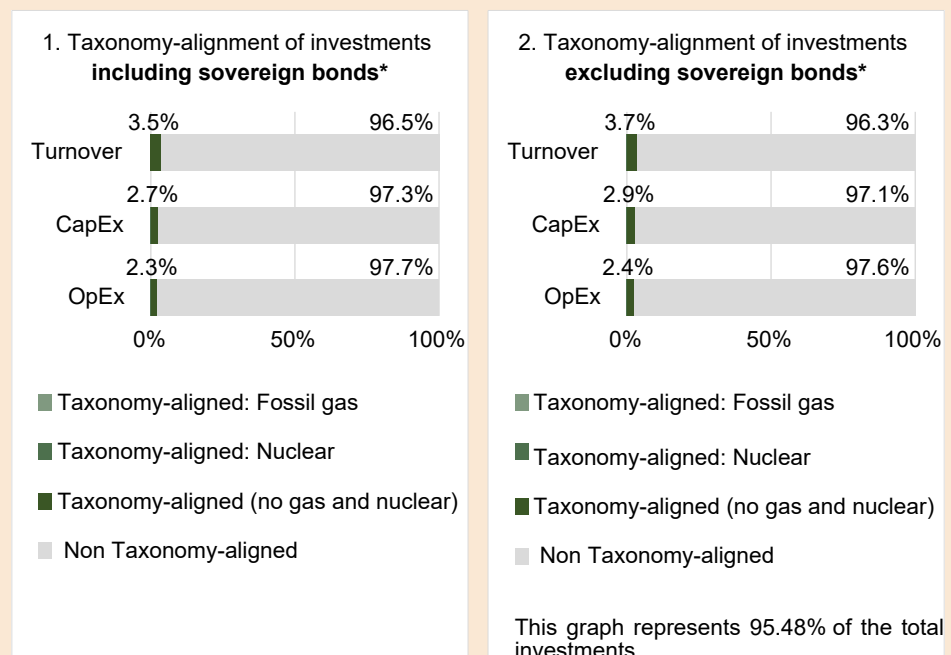 1. Taxonomy-alignment of investments
including sovereign bonds*
3.5% 96.5%
Turnover
2.7% 97.3%
CapEx
2.3% 97.7%
OpEx
0% 50% 100%
Taxonomy-aligned: Fossil gas
Taxonomy-aligned: Nuclear
Taxonomy-aligned (no gas and nuclear)
Non Taxonomy-aligned
2. Taxonomy-alignment of investments
excluding sovereign bonds*
3.7% 96.3%
Turnover
2.9% 97.1%
CapEx
2.4% 97.6%
OpEx
0% 50% 100%
Taxonomy-aligned: Fossil gas
Taxonomy-aligned: Nuclear
Taxonomy-aligned (no gas and nuclear)
Non Taxonomy-aligned
This graph represents 95.48% of the total
investments